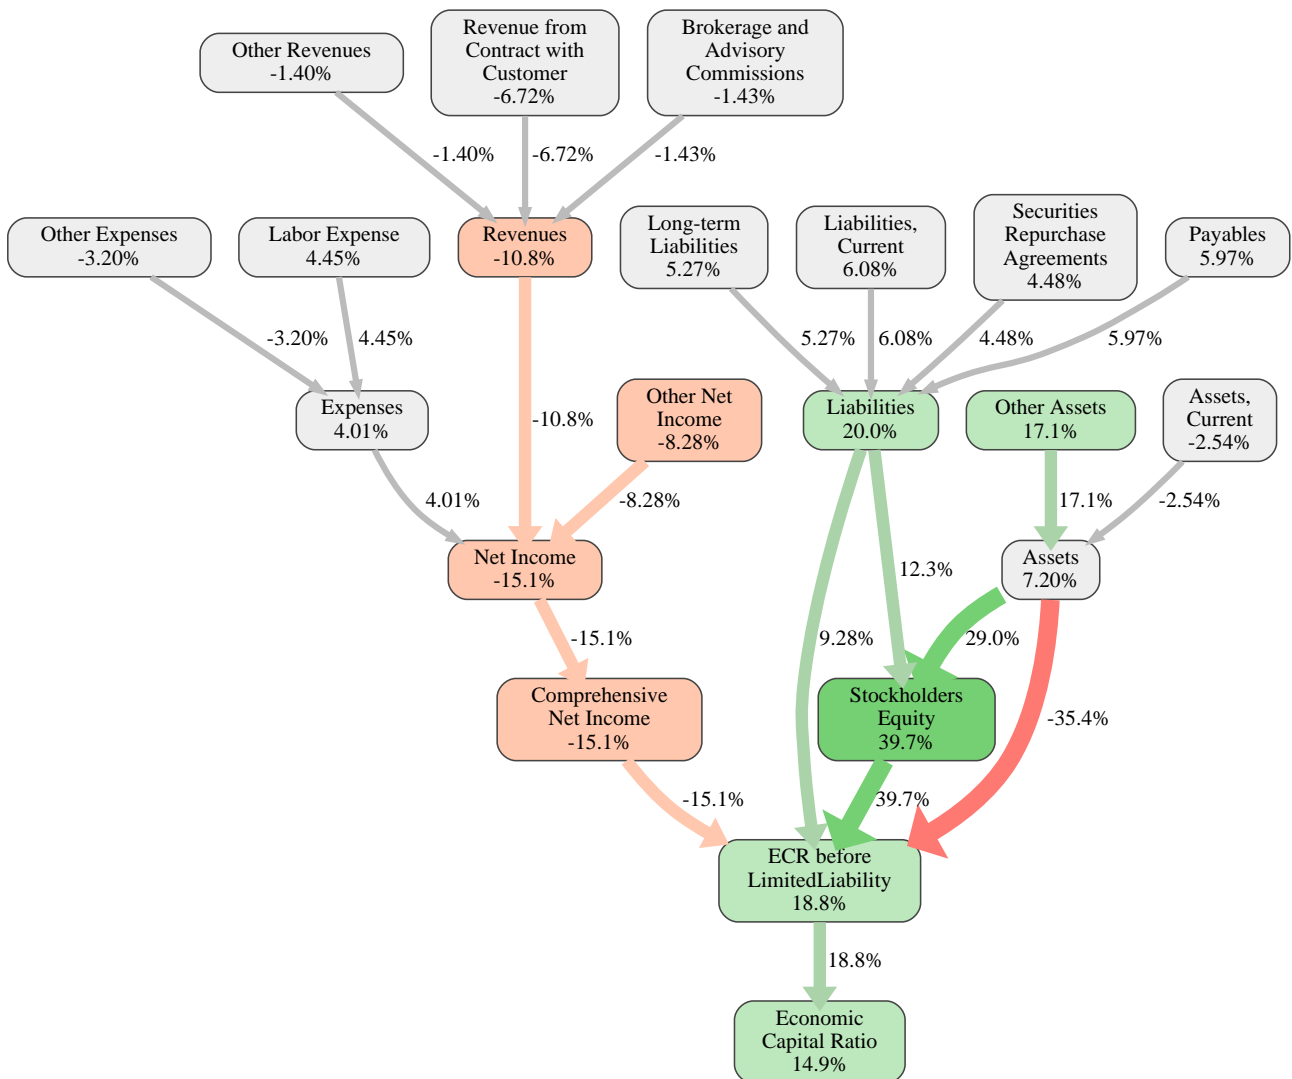 Other Revenues
-1.40%
Revenue from
Contract with
Customer
-6.72%
Brokerage and
Advisory
Commissions
-1.43%
-1.40%
-6.72%
-1.43%
Other Expenses
-3.20%
Labor Expense
4.45%
Revenues
-10.8%
Long-term
Liabilities
5.27%
Liabilities,
Current
6.08%
Securities
Repurchase
Agreements
4.48%
Payables
5.97%
-3.20%
4.45%
5.27%
6.08%
4.48%
5.97%
Expenses
4.01%
-10.8%
Other Net
Income
-8.28%
Liabilities
20.0%
Other Assets
17.1%
Assets,
Current
-2.54%
4.01%
-8.28%
17.1%
-2.54%
Net Income
-15.1%
12.3%
Assets
7.20%
-15.1%
9.28%
29.0%
Comprehensive
Net Income
-15.1%
Stockholders
Equity
39.7%
-35.4%
-15.1%
39.7%
ECR before
LimitedLiability
18.8%
18.8%
Economic
Capital Ratio
14.9%